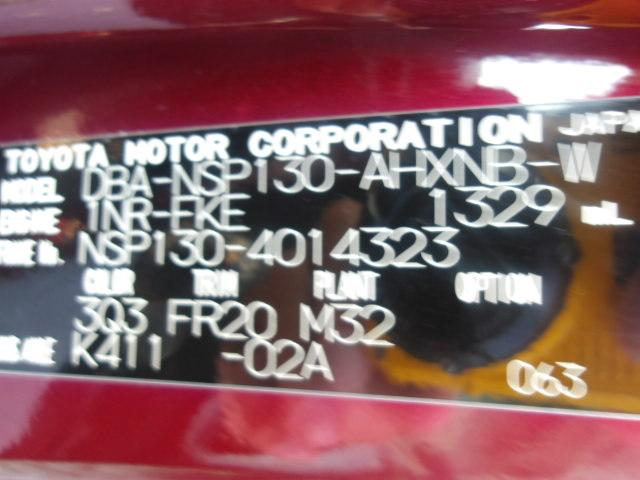 TOYOTA MOTOR CORPORATION JAPAN
MODEL DBA-NSP130-AHXNB-W
ENGINE 1NR-FKE 1329 mL
FRAME No. NSP130-4014323
COLOR TRIM PLANT OPTION
3Q3 FR20 M32
K411 -02A
063